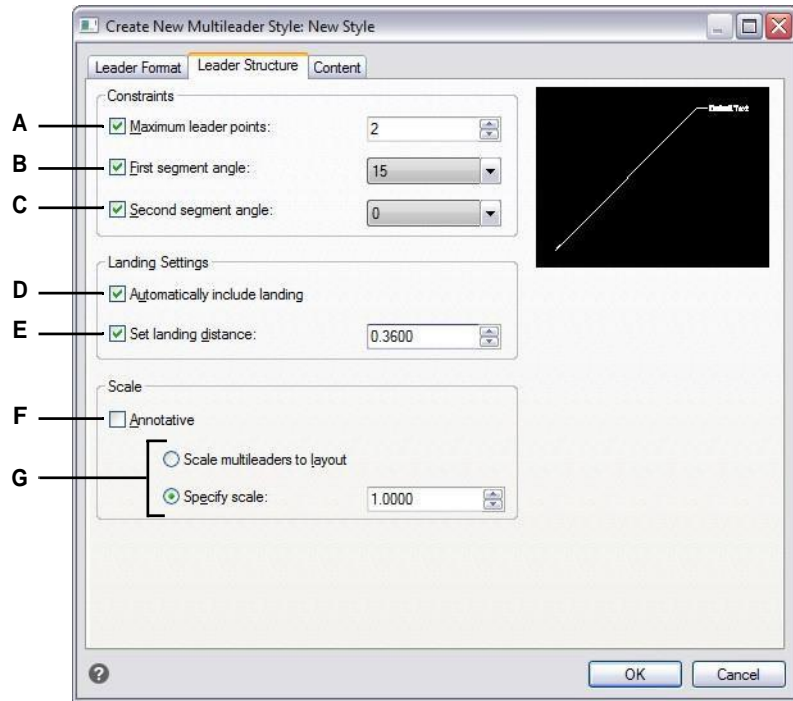 Create New Multileader Style: New Style
Leader Format Leader Structure Content
Constraints
A Maximum leader points: 2
B First segment angle: 15
C Second segment angle: 0
Default Text
Landing Settings
D Automatically include landing
E Set landing distance: 0.3600
Scale
F Annotative
G
Scale multileaders to layout
Specify scale: 1.0000
?
OK Cancel